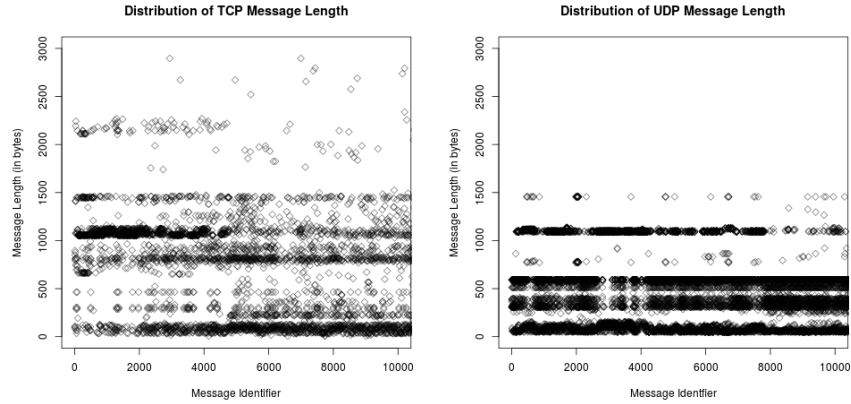 Distribution of TCP Message Length
3000
2500
2000
1500
1000
500
0
Message Length (in bytes)
0 2000 4000 6000 8000 10000
Message Identifier
Distribution of UDP Message Length
3000
2500
2000
1500
1000
500
0
Message Length (in bytes)
0 2000 4000 6000 8000 10000
Message Identifier